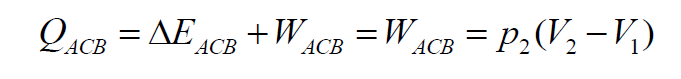 Q_{ACB} = ΔE_{ACB} + W_{ACB} = W_{ACB} = p_2(V_2 − V_1)